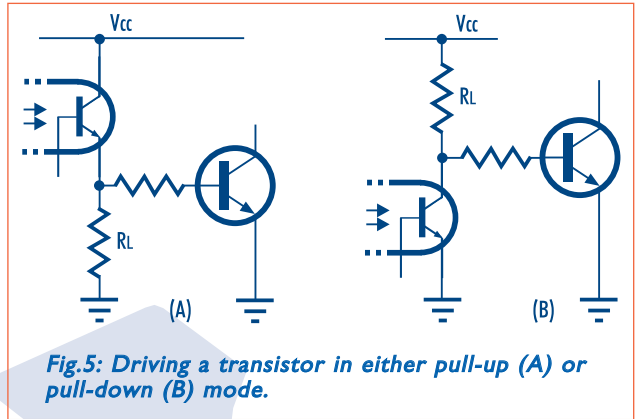 Vcc
RL
(A)
Vcc
RL
(B)
Fig.5: Driving a transistor in either pull-up (A) or
pull-down (B) mode.